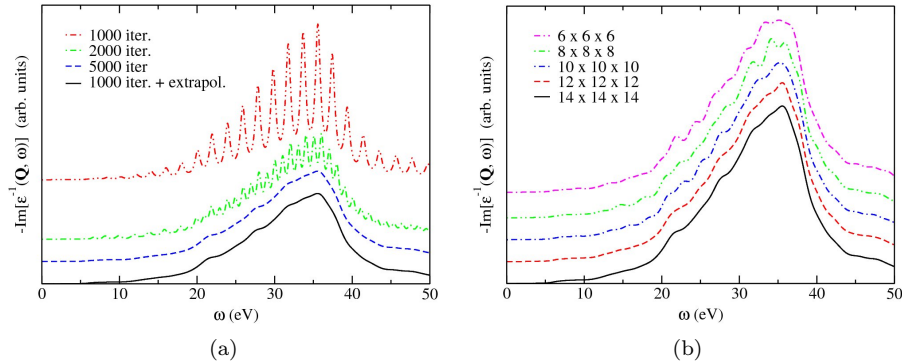 1000 iter.
2000 iter.
5000 iter
1000 iter. + extrapol.
-Im[ε⁻¹(Q, ω)] (arb. units)
0 10 20 30 40 50
ω (eV)
(a)
6 x 6 x 6
8 x 8 x 8
10 x 10 x 10
12 x 12 x 12
14 x 14 x 14
-Im[ε⁻¹(Q, ω)] (arb. units)
0 10 20 30 40 50
ω (eV)
(b)